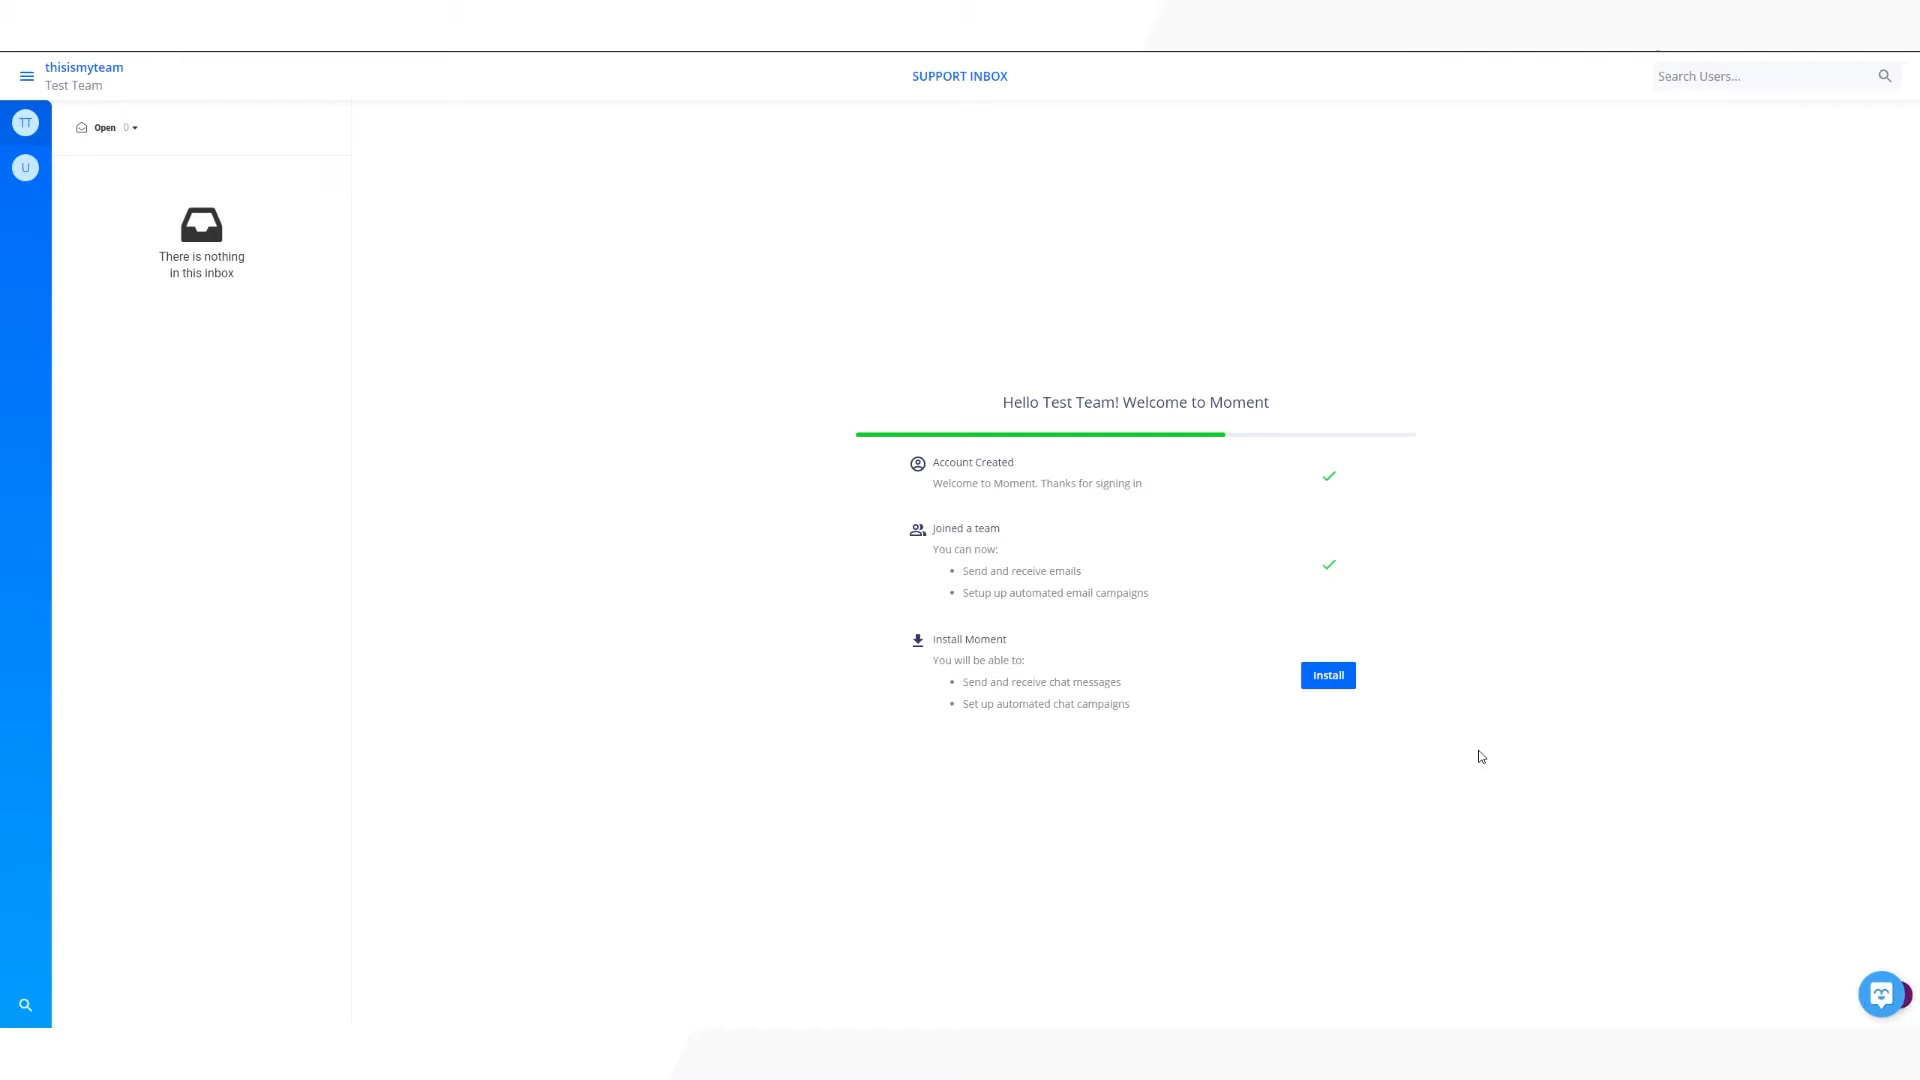 thisismyteam
Test Team
SUPPORT INBOX
Search Users...
TT
U
Open 0
There is nothing
in this inbox
Hello Test Team! Welcome to Moment
Account Created
Welcome to Moment. Thanks for signing in
Joined a team
You can now:
• Send and receive emails
• Setup up automated email campaigns
Install Moment
You will be able to:
• Send and receive chat messages
• Set up automated chat campaigns
Install